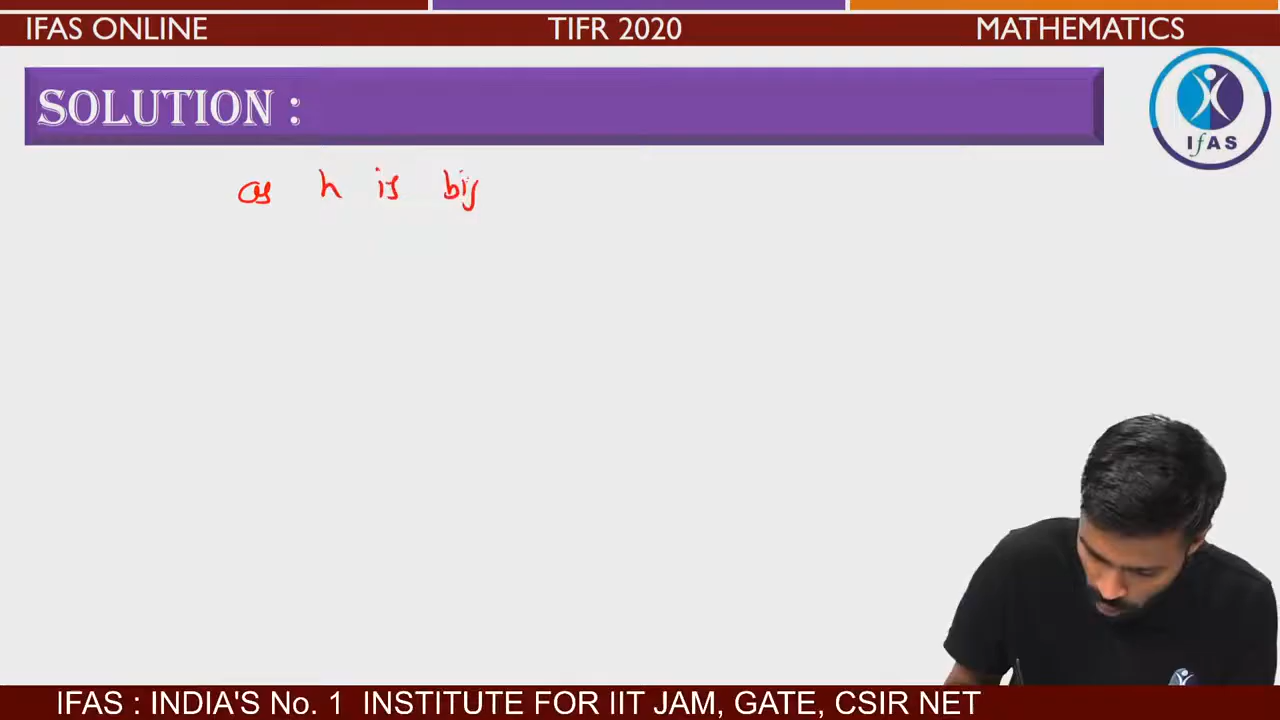 IFAS ONLINE TIFR 2020 MATHEMATICS
SOLUTION :
IfAS
as h is bij
IFAS : INDIA'S No. 1 INSTITUTE FOR IIT JAM, GATE, CSIR NET